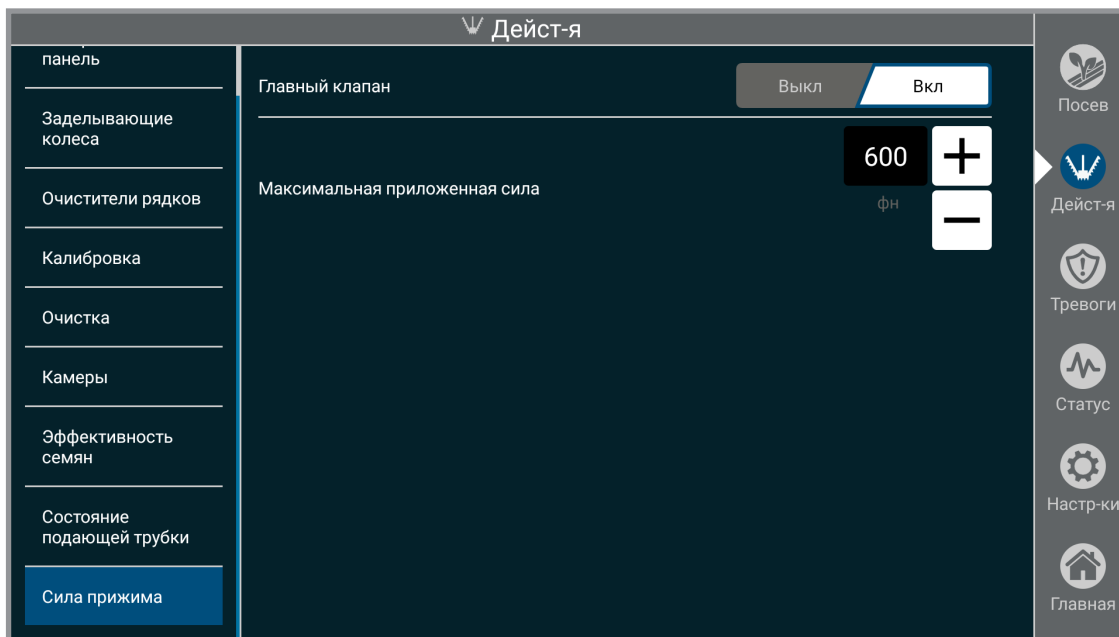 Дейст-я
панель
Заделывающие
колеса
Очистители рядков
Калибровка
Очистка
Камеры
Эффективность
семян
Состояние
подающей трубки
Сила прижима
Главный клапан
Выкл
Вкл
Максимальная приложенная сила
600
фн
Посев
Дейст-я
Тревоги
Статус
Настр-ки
Главная